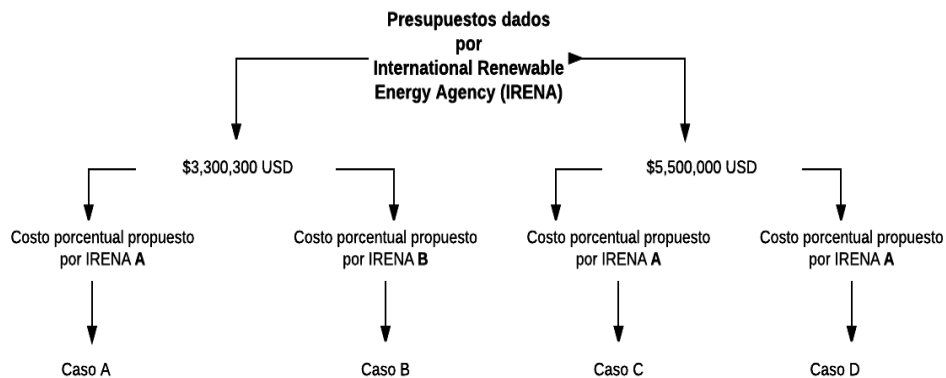 Presupuestos dados
por
International Renewable
Energy Agency (IRENA)
$3,300,300 USD
$5,500,000 USD
Costo porcentual propuesto
por IRENA A
Costo porcentual propuesto
por IRENA B
Costo porcentual propuesto
por IRENA A
Costo porcentual propuesto
por IRENA A
Caso A
Caso B
Caso C
Caso D